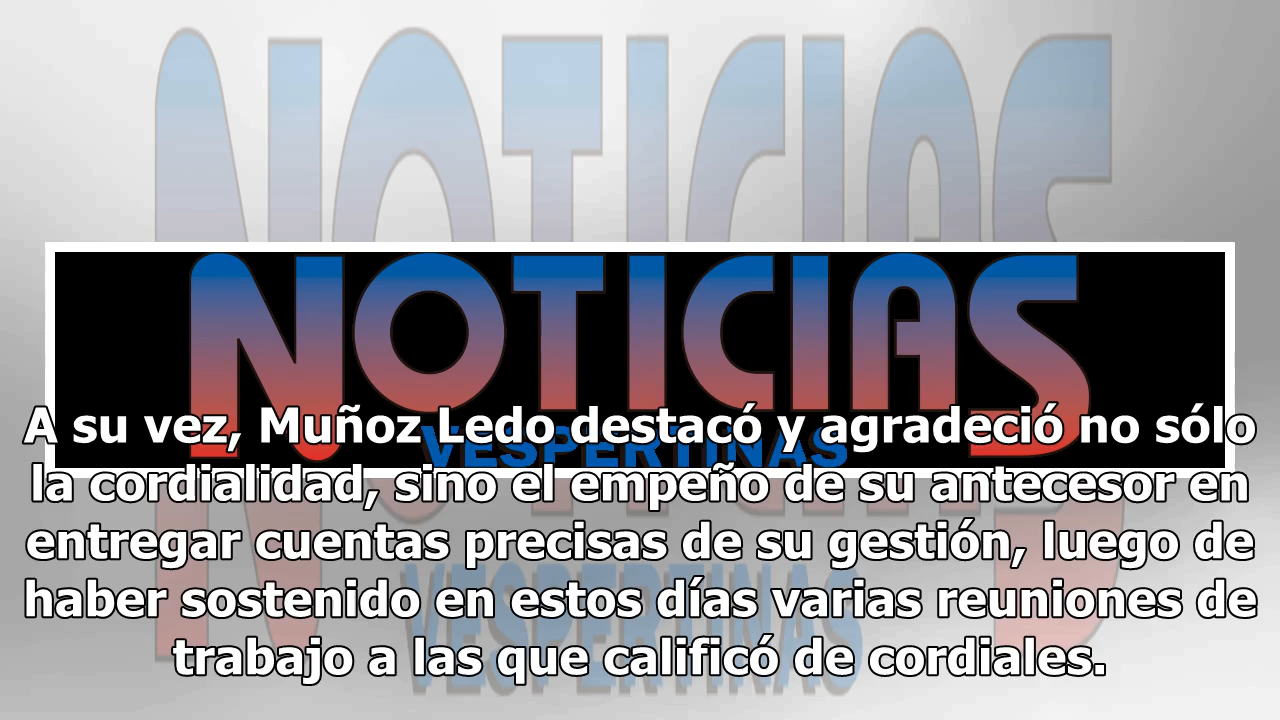 NOTICIAS
NOTICIAS
VESPERTINAS
A su vez, Muñoz Ledo destacó y agradeció no sólo
la cordialidad, sino el empeño de su antecesor en
entregar cuentas precisas de su gestión, luego de
haber sostenido en estos días varias reuniones de
trabajo a las que calificó de cordiales.
VESPERTINAS